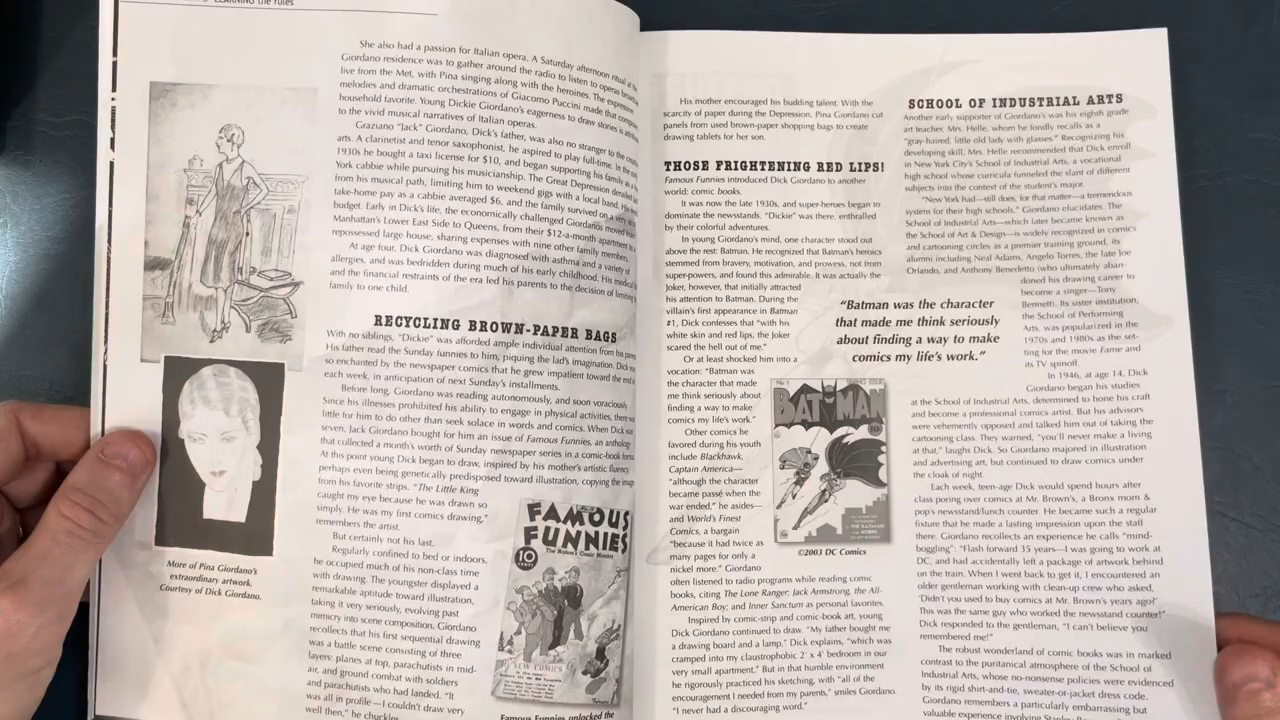 LEARNING the rules
She also had a passion for Italian opera. A Saturday afternoon ritual at the
Giordano residence was to gather around the radio to listen to operas
live from the Met, with Pina singing along with the heroines. The expressive
melodies and dramatic orchestrations of Giacomo Puccini made that composer
household favorite. Young Dickie Giordano's eagerness to draw stories is
to the vivid musical narratives of Italian operas.
Graziano "Jack" Giordano, Dick's father, was also no stranger to the
arts. A clarinetist and tenor saxophonist, he aspired to play full-time. In the
1930s he bought a taxi license for $10, and began supporting his family as a
York cabbie while pursuing his musicianship. The Great Depression derailed
from his musical path, limiting him to weekend gigs with a local band. His
take-home pay as a cabbie averaged $6, and the family survived on a very
budget. Early in Dick's life, the economically challenged Giordanos moved from
Manhattan's Lower East Side to Queens, from their $12-a-month apartment to a
repossessed large house, sharing expenses with nine other family members.
At age four, Dick Giordano was diagnosed with asthma and a variety of
allergies, and was bedridden during much of his early childhood. His medical
and the financial restraints of the era led his parents to the decision of limiting
family to one child.
RECYCLING BROWN-PAPER BAGS
With no siblings, "Dickie" was afforded ample individual attention from his parents.
His father read the Sunday funnies to him, piquing the lad's imagination. Dick was
so enchanted by the newspaper comics that he grew impatient toward the end of
each week, in anticipation of next Sunday's installments.
Before long, Giordano was reading autonomously, and soon voraciously.
Since his illnesses prohibited his ability to engage in physical activities, there was
little for him to do other than seek solace in words and comics. When Dick was
seven, Jack Giordano bought for him an issue of Famous Funnies, an anthology
that collected a month's worth of Sunday newspaper series in a comic-book format.
At this point young Dick began to draw, inspired by his mother's artistic fluency,
perhaps even being genetically predisposed toward illustration, copying the images
from his favorite strips. "The Little King
caught my eye because he was drawn so
simply. He was my first comics drawing,"
remembers the artist.
But certainly not his last.
Regularly confined to bed or indoors,
he occupied much of his non-class time
with drawing. The youngster displayed a
remarkable aptitude toward illustration,
taking it very seriously, evolving past
mimicry into scene composition. Giordano
recollects that his first sequential drawing
was a battle scene consisting of three
layers: planes at top, parachutists in mid-
air, and ground combat with soldiers
and parachutists who had landed. "It
was all in profile—I couldn't draw very
well then," he chuckles.
More of Pina Giordano's
extraordinary artwork.
Courtesy of Dick Giordano.
FAMOUS
FUNNIES
10
CENTS
The Nation's Comic Monthly
NEW COMICS
Famous Funnies unlocked the
His mother encouraged his budding talent. With the
scarcity of paper during the Depression, Pina Giordano cut
panels from used brown-paper shopping bags to create
drawing tablets for her son.
THOSE FRIGHTENING RED LIPS!
Famous Funnies introduced Dick Giordano to another
world: comic books.
It was now the late 1930s, and super-heroes began to
dominate the newsstands. "Dickie" was there, enthralled
by their colorful adventures.
In young Giordano's mind, one character stood out
above the rest: Batman. He recognized that Batman's heroics
stemmed from bravery, motivation, and prowess, not from
super-powers, and found this admirable. It was actually the
Joker, however, that initially attracted
his attention to Batman. During the
villain's first appearance in Batman
#1, Dick confesses that "with his
white skin and red lips, the Joker
scared the hell out of me."
Or at least shocked him into a
vocation: "Batman was
the character that made
me think seriously about
finding a way to make
comics my life's work."
Other comics he
favored during his youth
include Blackhawk,
Captain America—
"although the character
became passé when the
war ended," he asides—
and World's Finest
Comics, a bargain
"because it had twice as
many pages for only a
nickel more." Giordano
often listened to radio programs while reading comic
books, citing The Lone Ranger; Jack Armstrong, the All-
American Boy; and Inner Sanctum as personal favorites.
Inspired by comic-strip and comic-book art, young
Dick Giordano continued to draw. "My father bought me
a drawing board and a lamp," Dick explains, "which was
cramped into my claustrophobic 2' x 4' bedroom in our
very small apartment." But in that humble environment
he rigorously practiced his sketching, with "all of the
encouragement I needed from my parents," smiles Giordano.
"I never had a discouraging word."
"Batman was the character
that made me think seriously
about finding a way to make
comics my life's work."
No. 1
SPRING ISSUE
BATMAN
10¢
THE BATMAN
AND ROBIN
©2003 DC Comics
SCHOOL OF INDUSTRIAL ARTS
Another early supporter of Giordano's was his eighth grade
art teacher, Mrs. Helle, whom he fondly recalls as a
"gray-haired, little old lady with glasses." Recognizing his
developing skill, Mrs. Helle recommended that Dick enroll
in New York City's School of Industrial Arts, a vocational
high school whose curricula funneled the slant of different
subjects into the context of the student's major.
"New York had—still does, for that matter—a tremendous
system for their high schools," Giordano elucidates. The
School of Industrial Arts—which later became known as
the School of Art & Design—is widely recognized in comics
and cartooning circles as a premier training ground, its
alumni including Neal Adams, Angelo Torres, the late Joe
Orlando, and Anthony Benedetto (who ultimately aban-
doned his drawing career to
become a singer—Tony
Bennett). Its sister institution,
the School of Performing
Arts, was popularized in the
1970s and 1980s as the set-
ting for the movie Fame and
its TV spinoff.
In 1946, at age 14, Dick
Giordano began his studies
at the School of Industrial Arts, determined to hone his craft
and become a professional comics artist. But his advisors
were vehemently opposed and talked him out of taking the
cartooning class. They warned, "you'll never make a living
at that," laughs Dick. So Giordano majored in illustration
and advertising art, but continued to draw comics under
the cloak of night.
Each week, teen-age Dick would spend hours after
class poring over comics at Mr. Brown's, a Bronx mom &
pop's newsstand/lunch counter. He became such a regular
fixture that he made a lasting impression upon the staff
there. Giordano recollects an experience he calls "mind-
boggling": "Flash forward 35 years—I was going to work at
DC, and had accidentally left a package of artwork behind
on the train. When I went back to get it, I encountered an
older gentleman working with clean-up crew who asked,
'Didn't you used to buy comics at Mr. Brown's years ago?'
This was the same guy who worked the newsstand counter!"
Dick responded to the gentleman, "I can't believe you
remembered me!"
The robust wonderland of comic books was in marked
contrast to the puritanical atmosphere of the School of
Industrial Arts, whose no-nonsense policies were evidenced
by its rigid shirt-and-tie, sweater-or-jacket dress code.
Giordano remembers a particularly embarrassing but
valuable experience involving